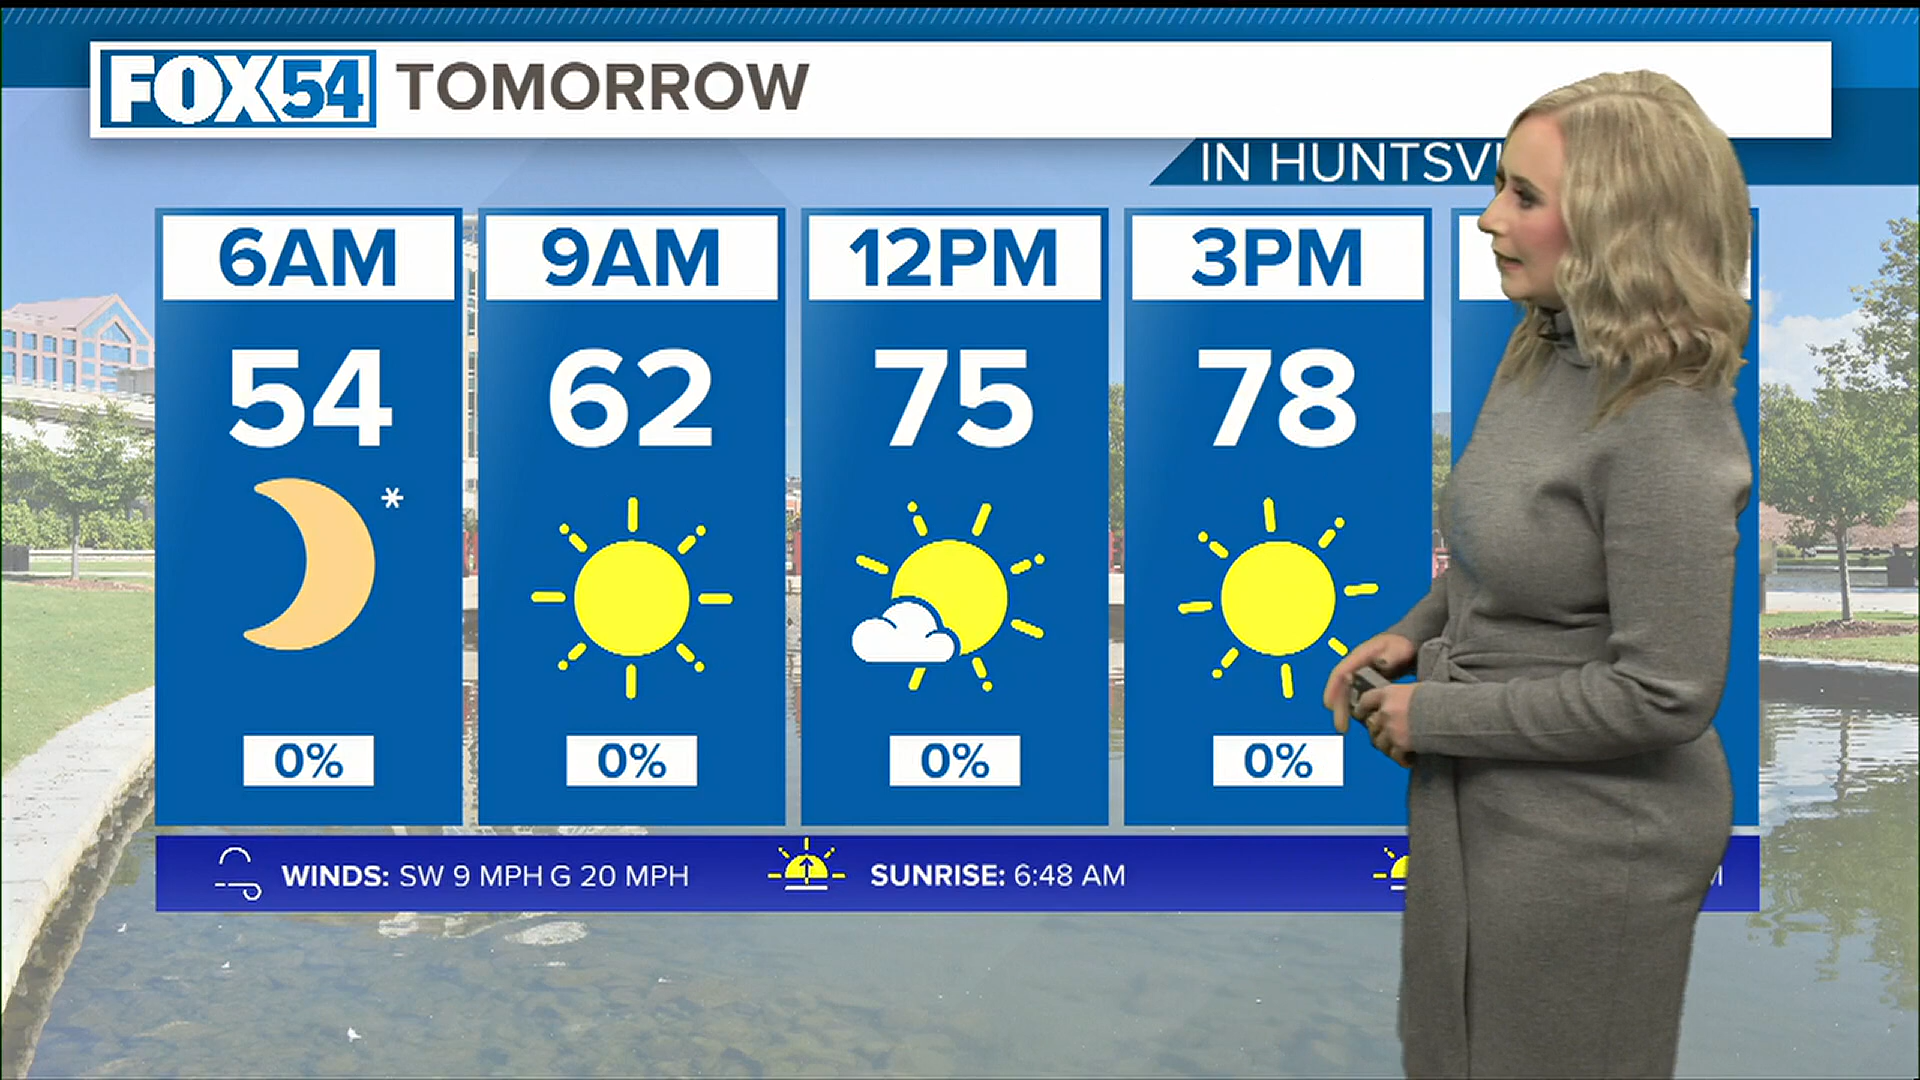 FOX54 TOMORROW
IN HUNTSVI
6AM 9AM 12PM 3PM
54 62 75 78
0% 0% 0% 0%
WINDS: SW 9 MPH G 20 MPH SUNRISE: 6:48 AM